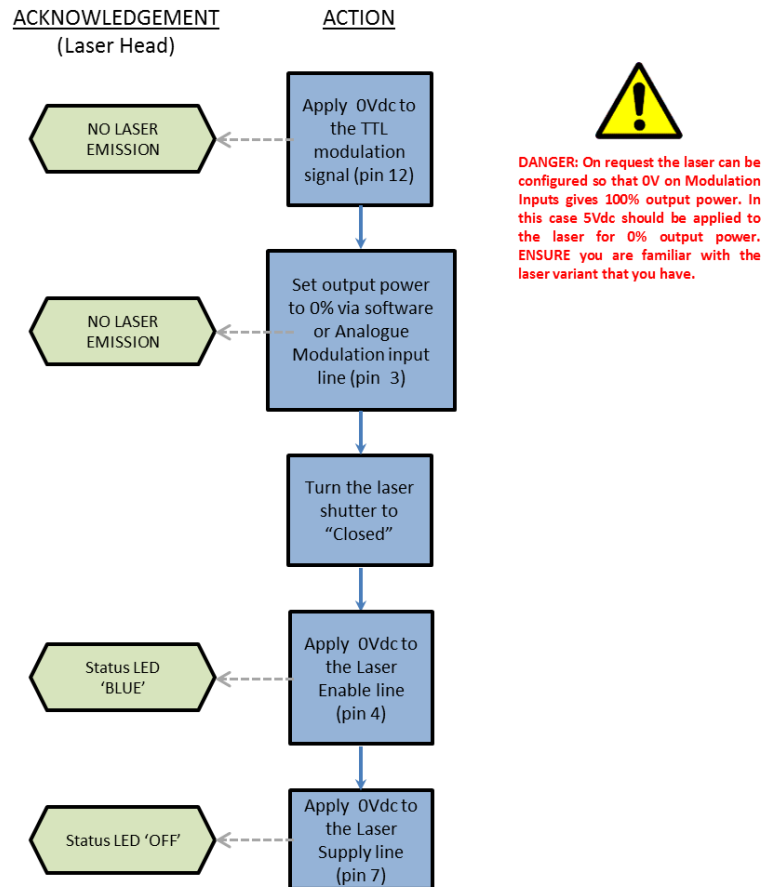 ACKNOWLEDGEMENT
(Laser Head)
ACTION
NO LASER
EMISSION
Apply 0Vdc to
the TTL
modulation
signal (pin 12)
DANGER: On request the laser can be
configured so that 0V on Modulation
Inputs gives 100% output power. In
this case 5Vdc should be applied to
the laser for 0% output power.
ENSURE you are familiar with the
laser variant that you have.
NO LASER
EMISSION
Set output power
to 0% via software
or Analogue
Modulation input
line (pin 3)
Turn the laser
shutter to
“Closed”
Status LED
‘BLUE’
Apply 0Vdc to
the Laser
Enable line
(pin 4)
Status LED ‘OFF’
Apply 0Vdc to
the Laser
Supply line
(pin 7)